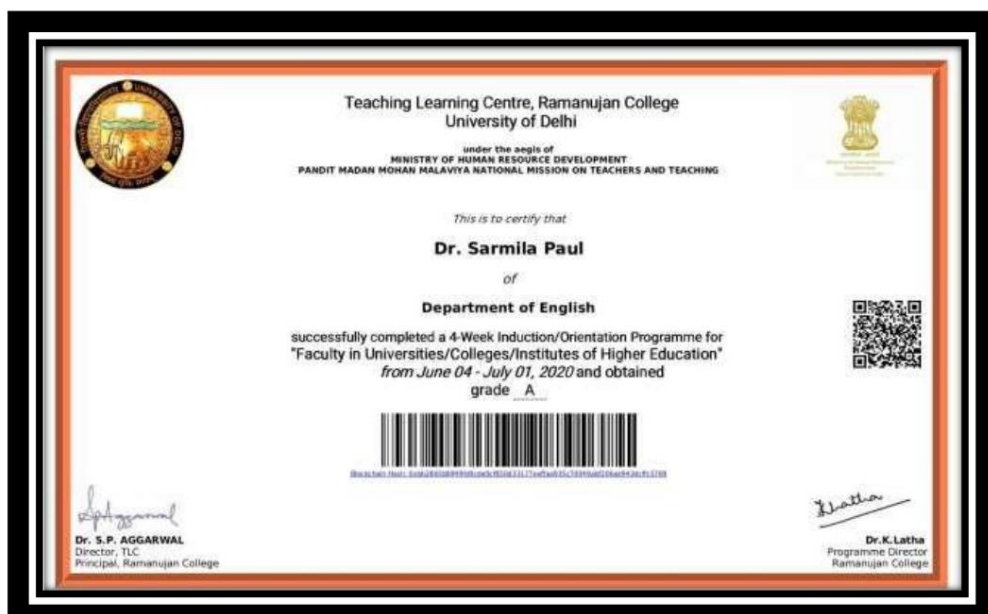 Teaching Learning Centre, Ramanujan College
University of Delhi
under the aegis of
MINISTRY OF HUMAN RESOURCE DEVELOPMENT
PANDIT MADAN MOHAN MALAVIYA NATIONAL MISSION ON TEACHERS AND TEACHING
This is to certify that
Dr. Sarmila Paul
of
Department of English
successfully completed a 4-Week Induction/Orientation Programme for
"Faculty in Universities/Colleges/Institutes of Higher Education"
from June 04 - July 01, 2020 and obtained
grade A
Blockchain Hash:
Dr. S.P. AGGARWAL
Director, TLC
Principal, Ramanujan College
Dr.K.Latha
Programme Director
Ramanujan College